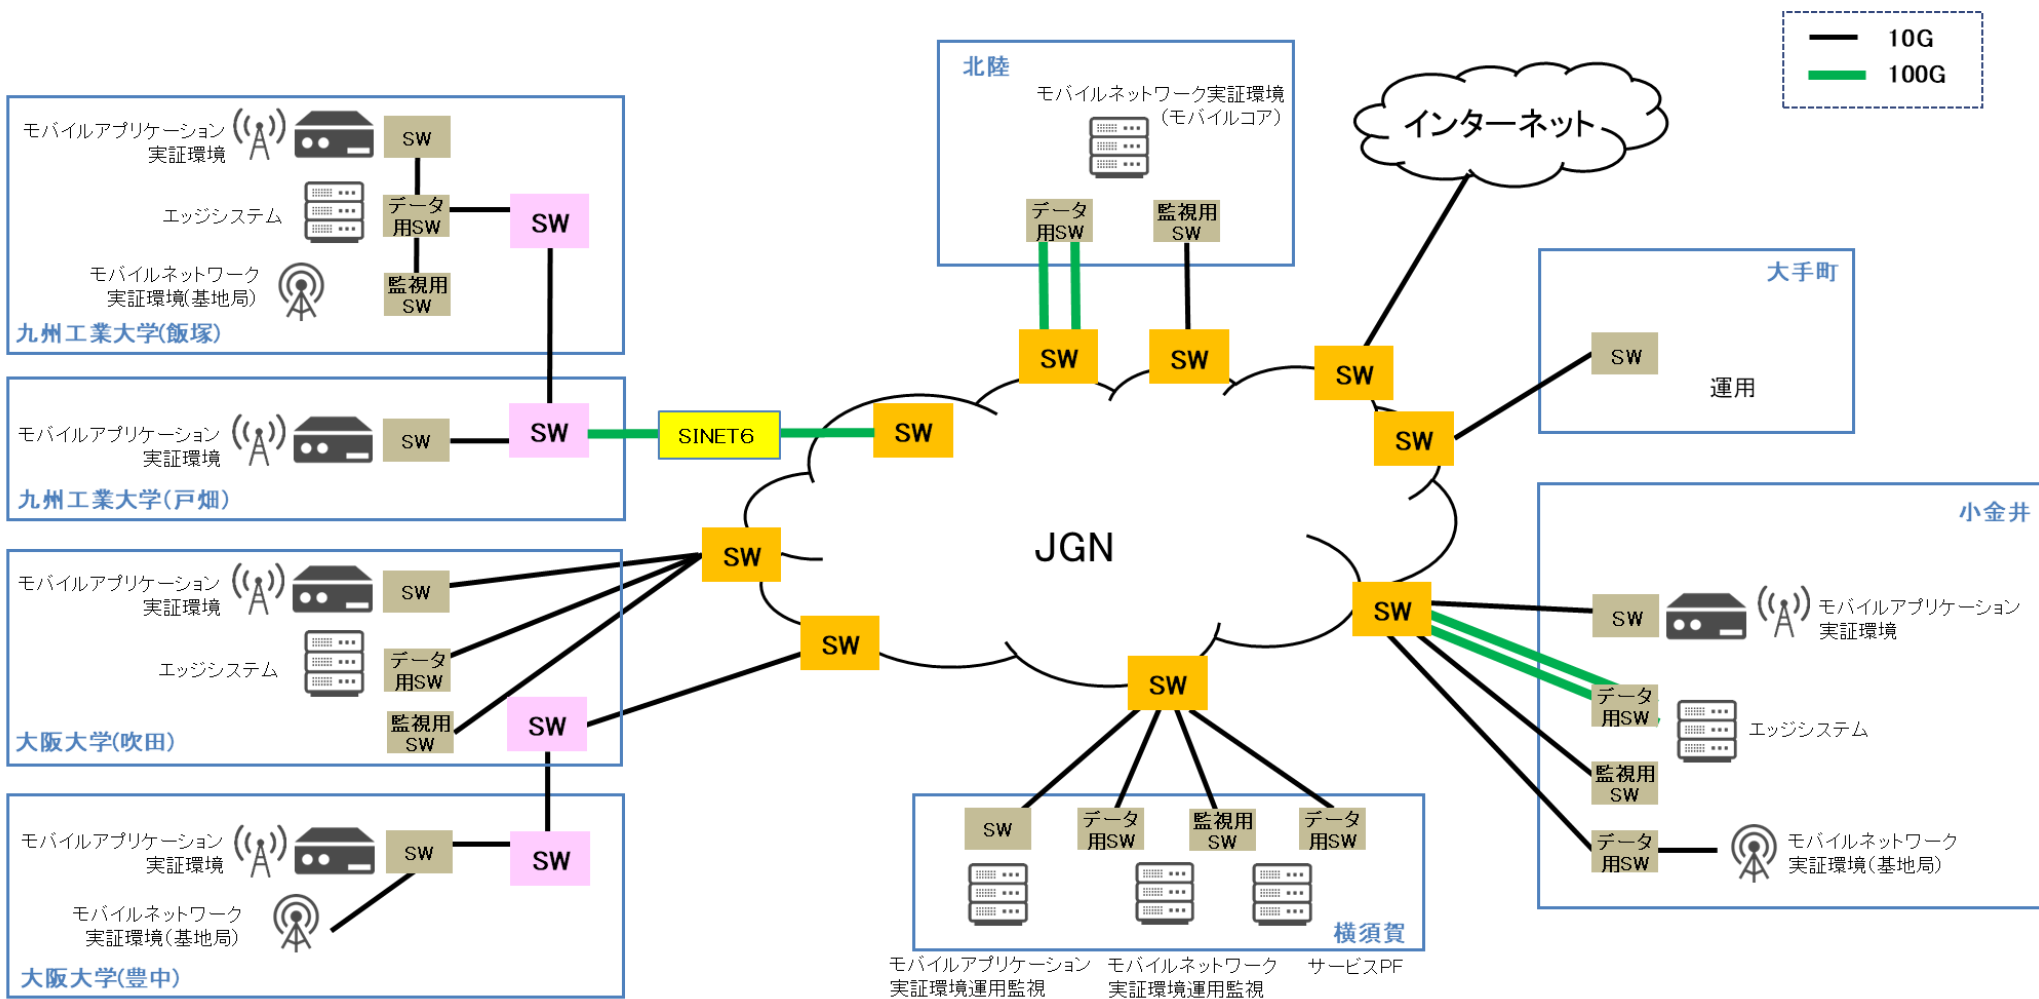 10G
100G
北陸
モバイルネットワーク実証環境
(モバイルコア)
データ
用SW
監視用
SW
SW
SW
インターネット
SW
SW
大手町
SW
運用
モバイルアプリケーション
実証環境
SW
エッジシステム
データ
用SW
SW
モバイルネットワーク
実証環境(基地局)
監視用
SW
九州工業大学(飯塚)
モバイルアプリケーション
実証環境
SW
SW
SINET6
SW
九州工業大学(戸畑)
JGN
モバイルアプリケーション
実証環境
SW
SW
エッジシステム
データ
用SW
監視用
SW
SW
SW
大阪大学(吹田)
モバイルアプリケーション
実証環境
SW
SW
モバイルネットワーク
実証環境(基地局)
大阪大学(豊中)
SW
SW
データ
用SW
監視用
SW
データ
用SW
横須賀
モバイルアプリケーション
実証環境運用監視
モバイルネットワーク
実証環境運用監視
サービスPF
小金井
SW
SW
モバイルアプリケーション
実証環境
データ
用SW
エッジシステム
監視用
SW
データ
用SW
モバイルネットワーク
実証環境(基地局)